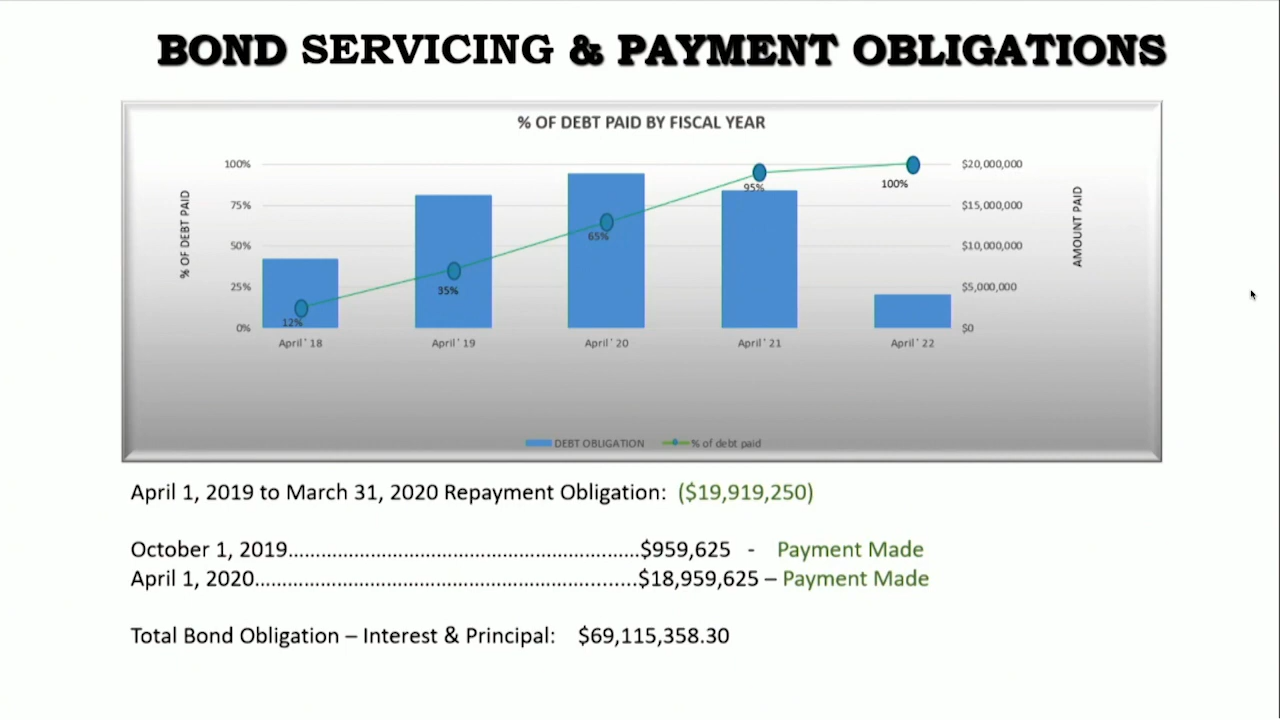 BOND SERVICING & PAYMENT OBLIGATIONS
% OF DEBT PAID BY FISCAL YEAR
100%
75%
50%
25%
0%
% OF DEBT PAID
$20,000,000
$15,000,000
$10,000,000
$5,000,000
$0
AMOUNT PAID
12%
35%
65%
95%
100%
April ' 18
April ' 19
April ' 20
April ' 21
April ' 22
DEBT OBLIGATION
% of debt paid
April 1, 2019 to March 31, 2020 Repayment Obligation: ($19,919,250)
October 1, 2019................................................................$959,625 - Payment Made
April 1, 2020......................................................................$18,959,625 – Payment Made
Total Bond Obligation – Interest & Principal: $69,115,358.30